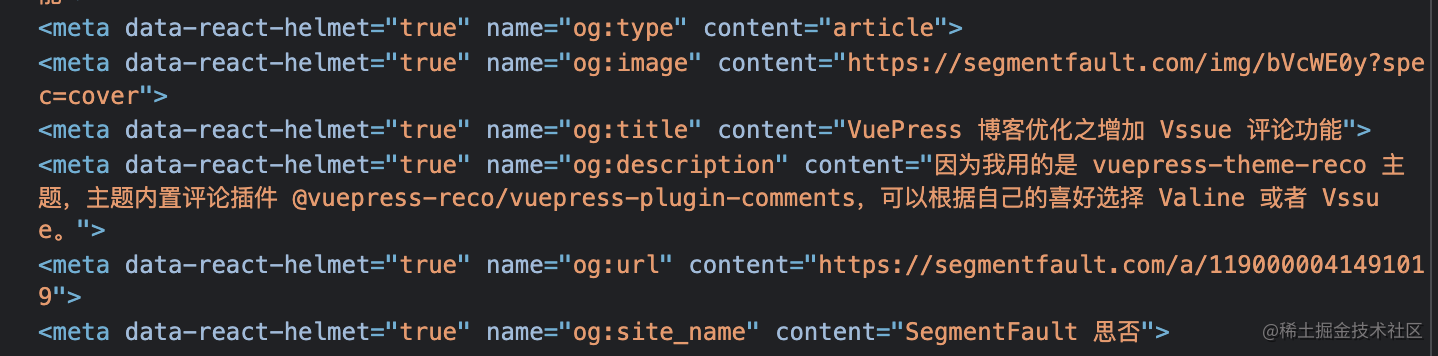 <meta data-react-helmet="true" name="og:type" content="article">
<meta data-react-helmet="true" name="og:image" content="https://segmentfault.com/img/bVcWE0y?spe
c=cover">
<meta data-react-helmet="true" name="og:title" content="VuePress 博客优化之增加 Vssue 评论功能">
<meta data-react-helmet="true" name="og:description" content="因为我用的是 vuepress-theme-reco 主
题，主题内置评论插件 @vuepress-reco/vuepress-plugin-comments，可以根据自己的喜好选择 Valine 或者 Vssu
e。">
<meta data-react-helmet="true" name="og:url" content="https://segmentfault.com/a/119000004149101
9">
<meta data-react-helmet="true" name="og:site_name" content="SegmentFault 思否">
@稀土掘金技术社区